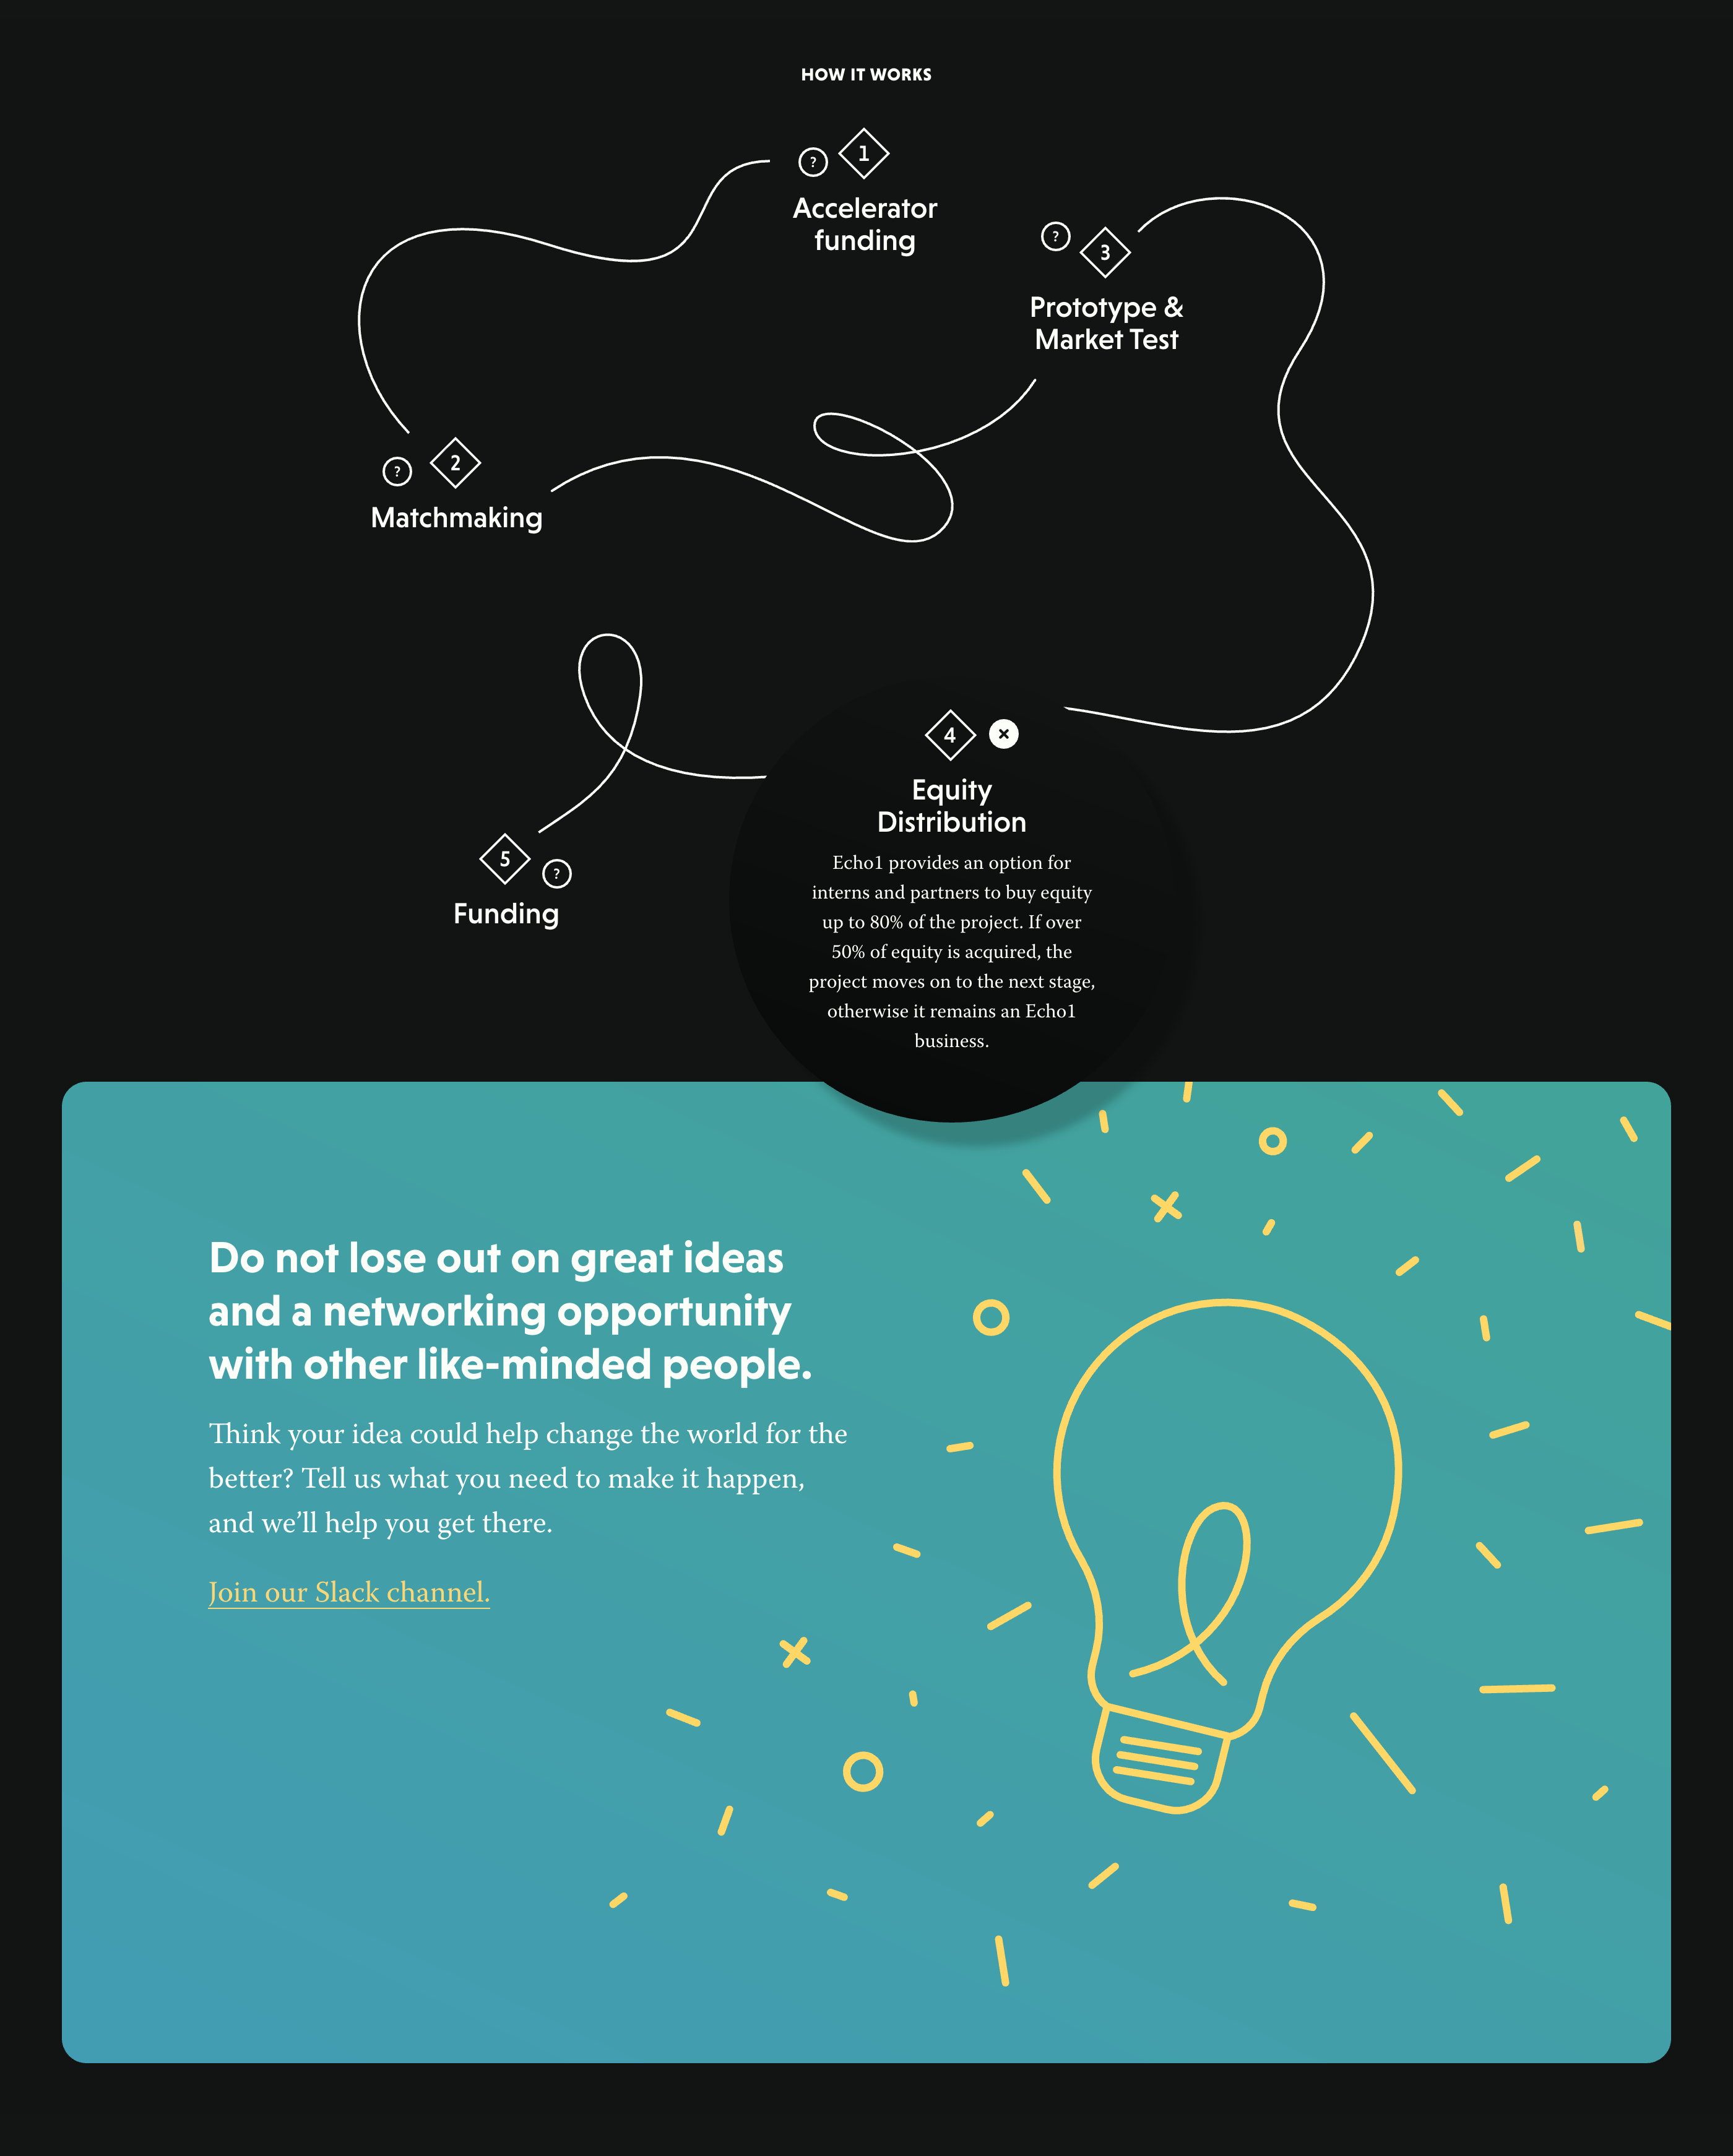 HOW IT WORKS
? 1
Accelerator
funding
? 2
Matchmaking
? 3
Prototype &
Market Test
4
Equity
Distribution
Echo1 provides an option for
interns and partners to buy equity
up to 80% of the project. If over
50% of equity is acquired, the
project moves on to the next stage,
otherwise it remains an Echo1
business.
5 ?
Funding
Do not lose out on great ideas
and a networking opportunity
with other like-minded people.
Think your idea could help change the world for the
better? Tell us what you need to make it happen,
and we’ll help you get there.
Join our Slack channel.